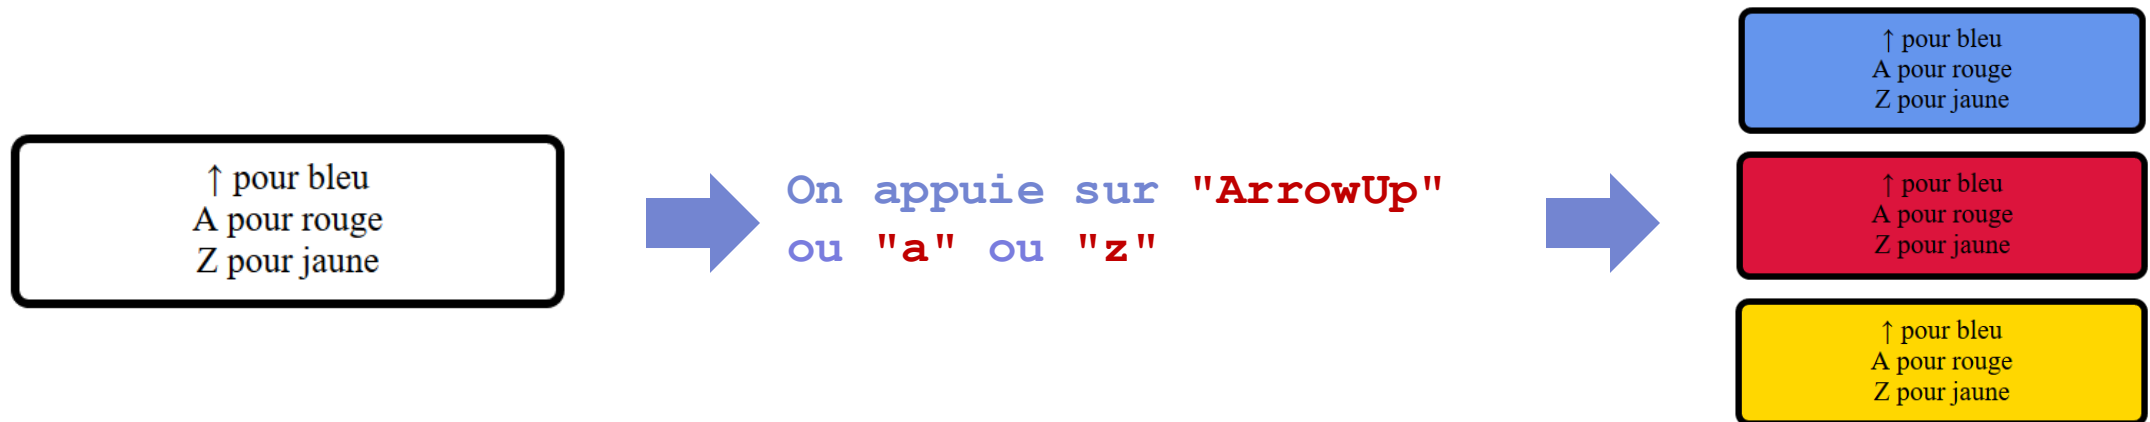 ↑ pour bleu
A pour rouge
Z pour jaune
On appuie sur "ArrowUp"
ou "a" ou "z"
↑ pour bleu
A pour rouge
Z pour jaune
↑ pour bleu
A pour rouge
Z pour jaune
↑ pour bleu
A pour rouge
Z pour jaune